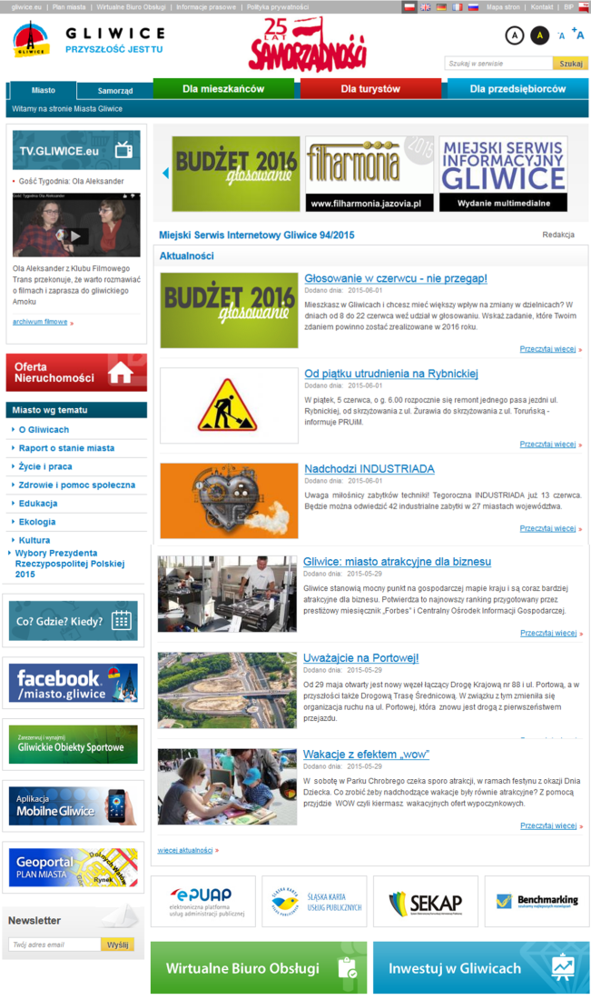 gliwice.eu | Plan miasta | Wirtualne Biuro Obsługi | Informacje prasowe | Polityka prywatności
Mapa stron | Kontakt | BIP
GLIWICE
GLIWICE
PRZYSZŁOŚĆ JEST TU
25
LAT
SAMORZĄDNOŚCI
A A -A +A
Szukaj w serwisie Szukaj
Miasto Samorząd Dla mieszkańców Dla turystów Dla przedsiębiorców
Witamy na stronie Miasta Gliwice
TV.GLIWICE.eu
Gość Tygodnia: Ola Aleksander
Gość Tygodnia Ola Aleksander
Ola Aleksander z Klubu Filmowego
Trans przekonuje, że warto rozmawiać
o filmach i zaprasza do gliwickiego
Amoku
archiwum filmowe »
Oferta
Nieruchomości
Miasto wg tematu
O Gliwicach
Raport o stanie miasta
Życie i praca
Zdrowie i pomoc społeczna
Edukacja
Ekologia
Kultura
Wybory Prezydenta
Rzeczypospolitej Polskiej
2015
Co? Gdzie? Kiedy?
facebook
/miasto.gliwice
Zarezerwuj i wynajmij
Gliwickie Obiekty Sportowe
Aplikacja
Mobilne Gliwice
Geoportal
PLAN MIASTA
Dolnych Wałów
Rynek
Newsletter
Twój adres email Wyślij
BUDŻET 2016
głosowanie
filharmonia
2015
www.filharmonia.jazovia.pl
MIEJSKI SERWIS
INFORMACYJNY
GLIWICE
Wydanie multimedialne
Miejski Serwis Internetowy Gliwice 94/2015 Redakcja
Aktualności
BUDŻET 2016
głosowanie
Głosowanie w czerwcu - nie przegap!
Dodano dnia: 2015-06-01
Mieszkasz w Gliwicach i chcesz mieć większy wpływ na zmiany w dzielnicach? W
dniach od 8 do 22 czerwca weź udział w głosowaniu. Wskaż zadanie, które Twoim
zdaniem powinno zostać zrealizowane w 2016 roku.
Przeczytaj więcej »
Od piątku utrudnienia na Rybnickiej
Dodano dnia: 2015-06-01
W piątek, 5 czerwca, o g. 6.00 rozpocznie się remont jednego pasa jezdni ul.
Rybnickiej, od skrzyżowania z ul. Żurawia do skrzyżowania z ul. Toruńską -
informuje PRUiM.
Przeczytaj więcej »
Nadchodzi INDUSTRIADA
Dodano dnia: 2015-06-01
Uwaga miłośnicy zabytków techniki! Tegoroczna INDUSTRIADA już 13 czerwca.
Będzie można odwiedzić 42 industrialne zabytki w 27 miastach województwa.
Przeczytaj więcej »
Gliwice: miasto atrakcyjne dla biznesu
Dodano dnia: 2015-05-29
Gliwice stanowią mocny punkt na gospodarczej mapie kraju i są coraz bardziej
atrakcyjne dla biznesu. Potwierdza to najnowszy ranking przygotowany przez
prestiżowy miesięcznik „Forbes” i Centralny Ośrodek Informacji Gospodarczej.
Przeczytaj więcej »
Uważajcie na Portowej!
Dodano dnia: 2015-05-29
Od 29 maja otwarty jest nowy węzeł łączący Drogę Krajową nr 88 i ul. Portową, a w
przyszłości także Drogową Trasę Średnicową. W związku z tym zmieniła się
organizacja ruchu na ul. Portowej, która znowu jest drogą z pierwszeństwem
przejazdu.
Wakacje z efektem „wow”
Dodano dnia: 2015-05-29
W sobotę w Parku Chrobrego czeka sporo atrakcji, w ramach festynu z okazji Dnia
Dziecka. Co zrobić żeby nadchodzące wakacje były równie atrakcyjne? Z pomocą
przyjdzie WOW czyli kiermasz wakacyjnych ofert wypoczynkowych.
Przeczytaj więcej »
więcej aktualności »
ePUAP
elektroniczna platforma
usług administracji publicznej
ŚLĄSKA KARTA
USŁUG PUBLICZNYCH
SEKAP
Benchmarking
szukamy najlepszych rozwiązań
Wirtualne Biuro Obsługi
Inwestuj w Gliwicach